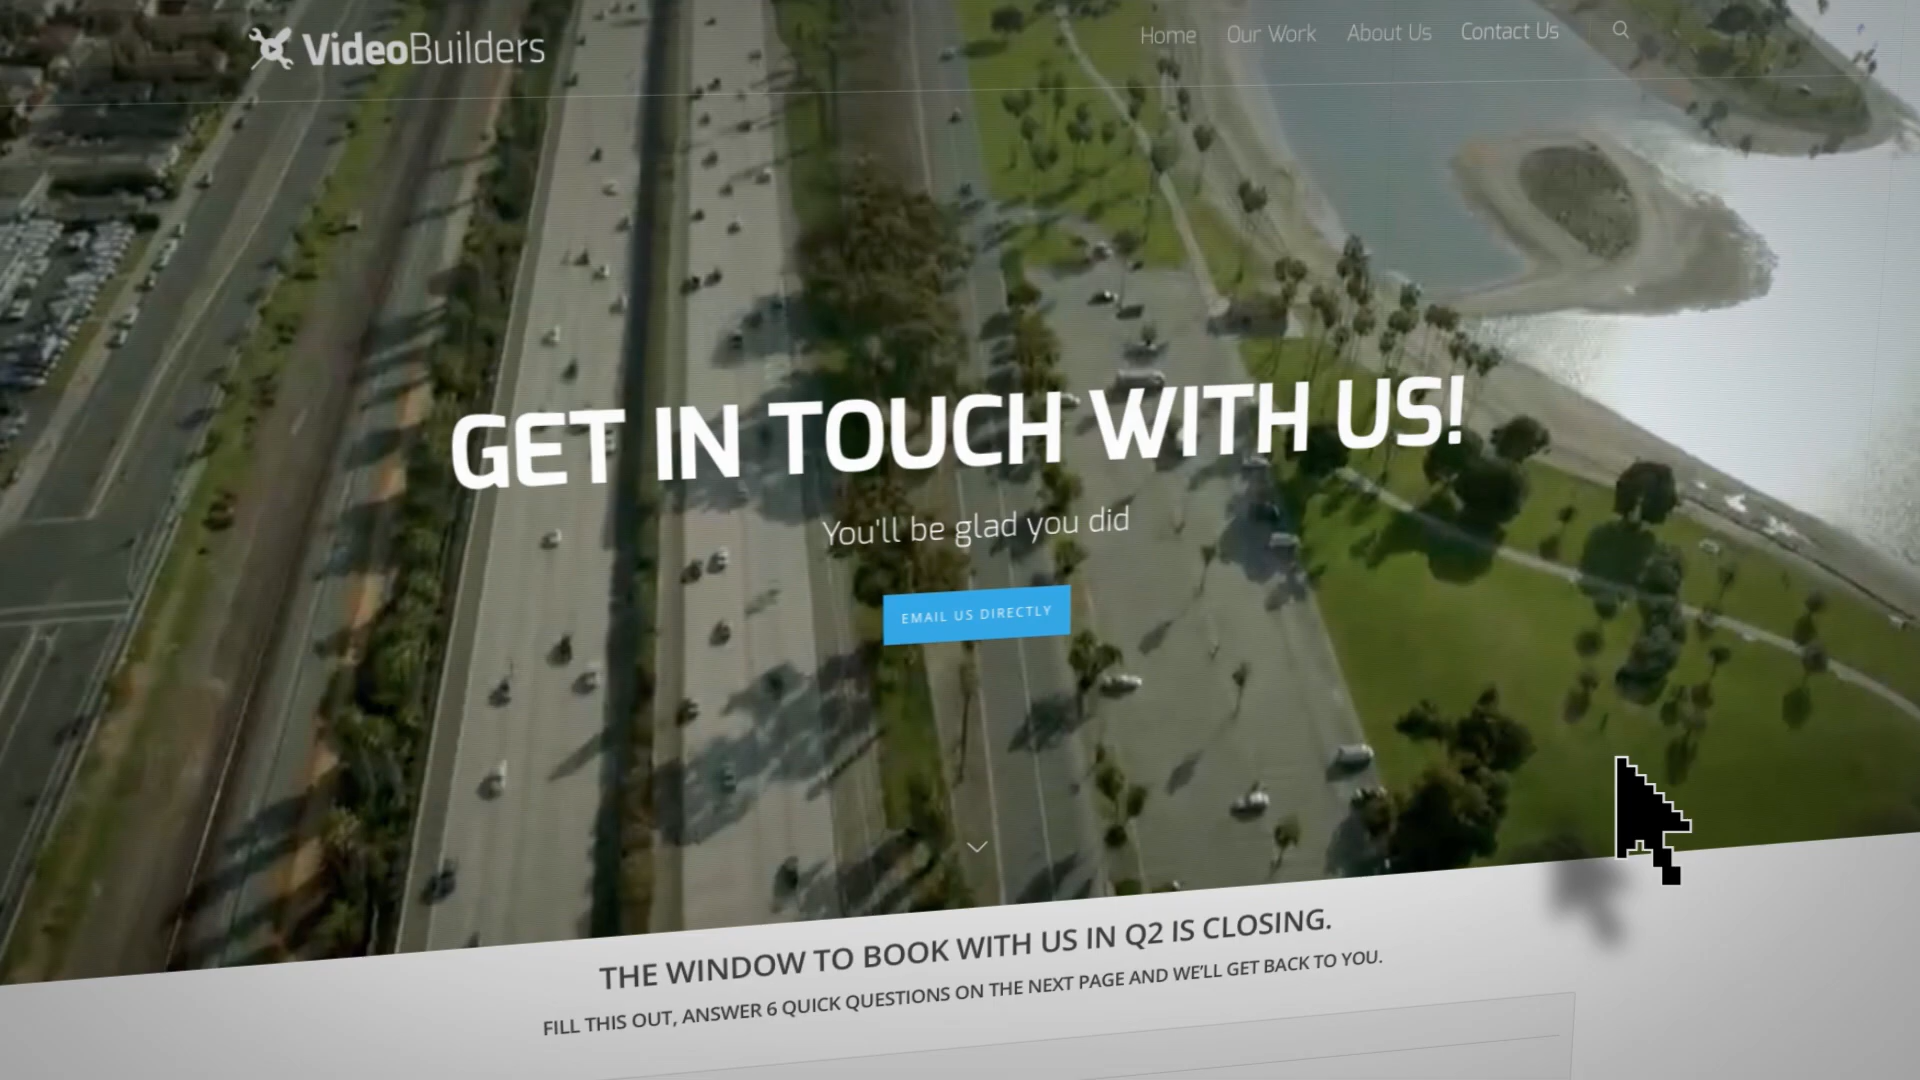 VideoBuilders
Home Our Work About Us Contact Us
GET IN TOUCH WITH US!
You'll be glad you did
EMAIL US DIRECTLY
THE WINDOW TO BOOK WITH US IN Q2 IS CLOSING.
FILL THIS OUT, ANSWER 6 QUICK QUESTIONS ON THE NEXT PAGE AND WE'LL GET BACK TO YOU.